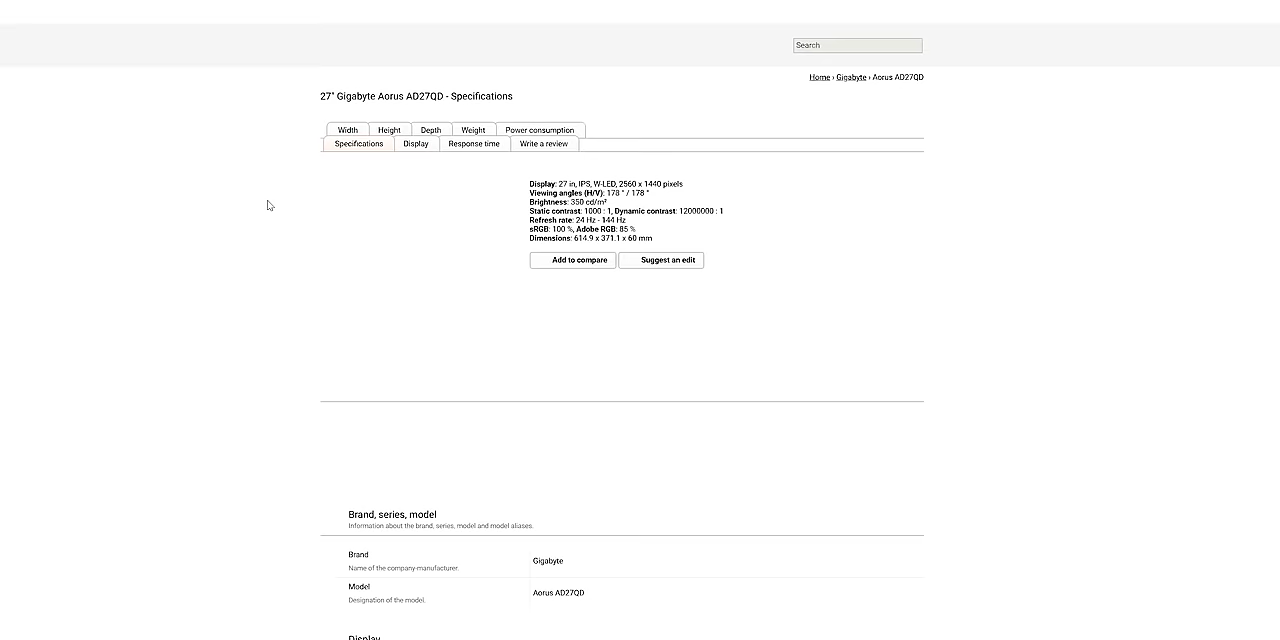 Search
Home › Gigabyte › Aorus AD27QD
27" Gigabyte Aorus AD27QD - Specifications
Width Height Depth Weight Power consumption
Specifications Display Response time Write a review
Display: 27 in, IPS, W-LED, 2560 x 1440 pixels
Viewing angles (H/V): 178 ° / 178 °
Brightness: 350 cd/m²
Static contrast: 1000 : 1, Dynamic contrast: 12000000 : 1
Refresh rate: 24 Hz - 144 Hz
sRGB: 100 %, Adobe RGB: 85 %
Dimensions: 614.9 x 371.1 x 60 mm
Add to compare Suggest an edit
Brand, series, model
Information about the brand, series, model and model aliases.
Brand
Name of the company-manufacturer.
Gigabyte
Model
Designation of the model.
Aorus AD27QD
Display